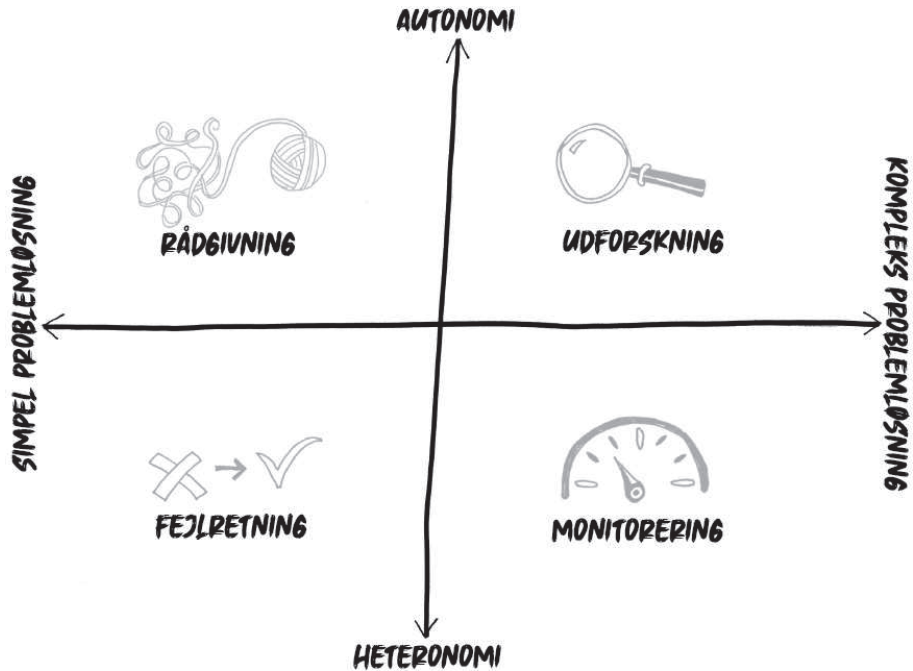 AUTONOMI
RÅDGIVNING
UDFORSKNING
SIMPEL PROBLEMLØSNING
KOMPLEKS PROBLEMLØSNING
FEJLRETNING
MONITORERING
HETERONOMI